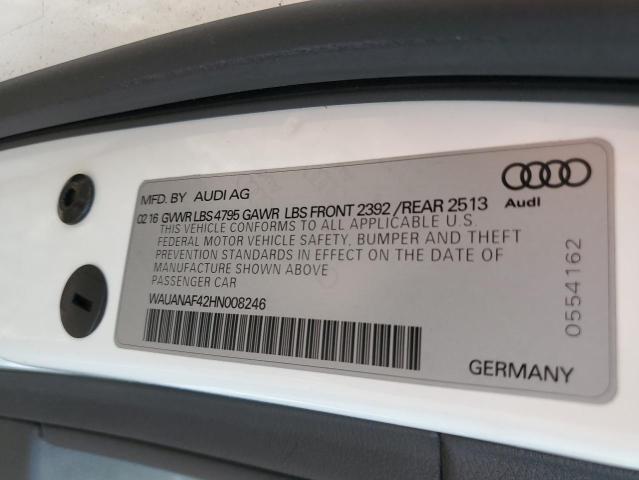 MFD. BY AUDI AG
02 16 GVWR LBS 4795 GAWR LBS FRONT 2392 /REAR 2513
THIS VEHICLE CONFORMS TO ALL APPLICABLE U.S.
FEDERAL MOTOR VEHICLE SAFETY, BUMPER AND THEFT
PREVENTION STANDARDS IN EFFECT ON THE DATE OF
MANUFACTURE SHOWN ABOVE
PASSENGER CAR
WAUANAF42HN008246
Audi
0554162
GERMANY